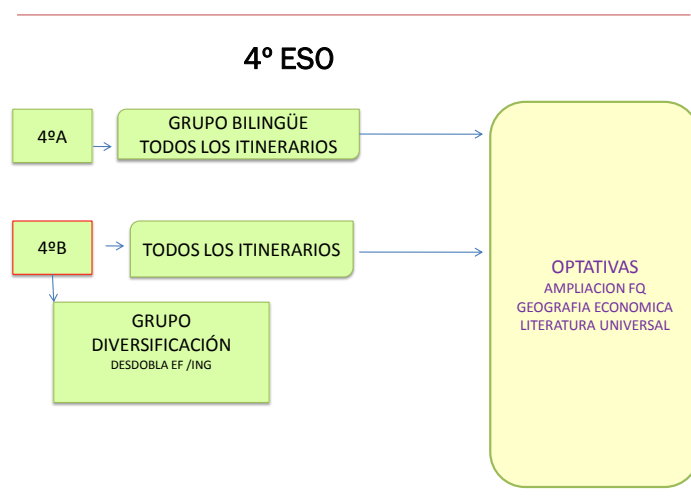 4º ESO
4ºA
GRUPO BILINGÜE
TODOS LOS ITINERARIOS
4ºB
TODOS LOS ITINERARIOS
GRUPO
DIVERSIFICACIÓN
DESDOBLA EF /ING
OPTATIVAS
AMPLIACION FQ
GEOGRAFIA ECONOMICA
LITERATURA UNIVERSAL